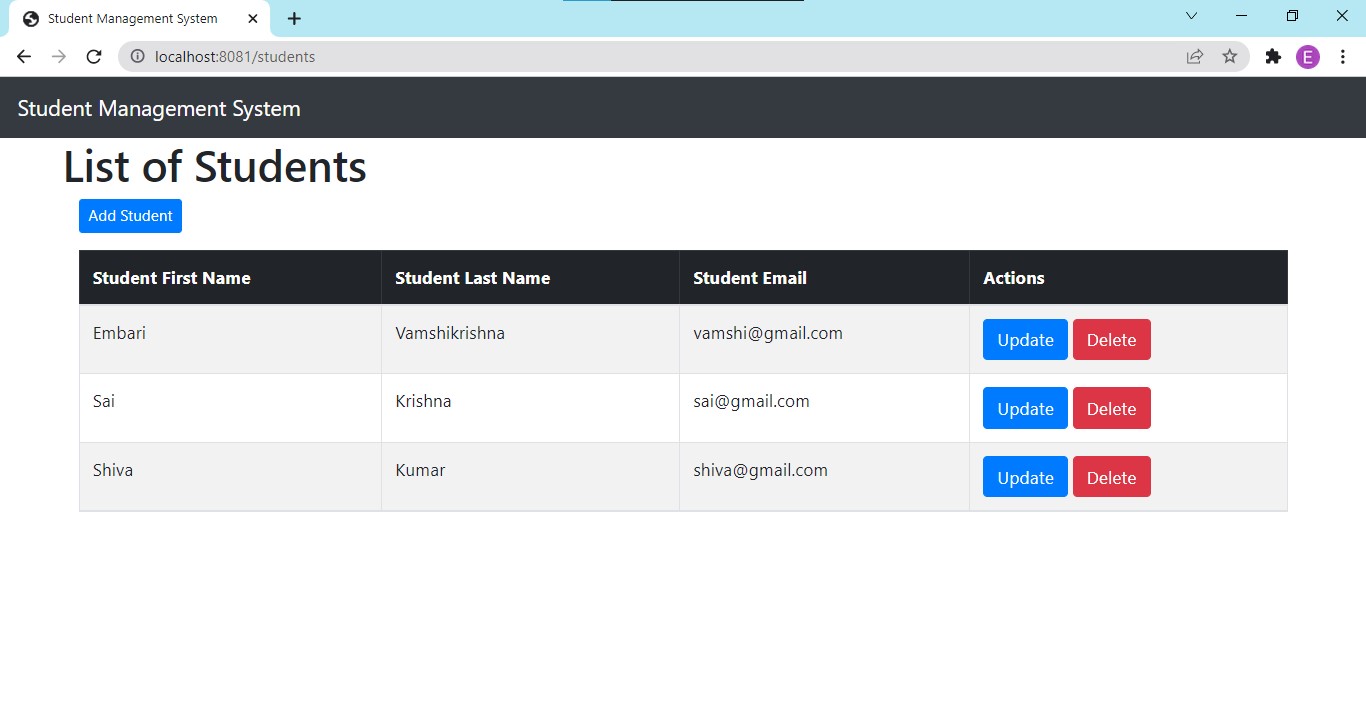 Student Management System
localhost:8081/students
E
Student Management System
List of Students
Add Student
Student First Name Student Last Name Student Email Actions
Embari Vamshikrishna vamshi@gmail.com Update Delete
Sai Krishna sai@gmail.com Update Delete
Shiva Kumar shiva@gmail.com Update Delete